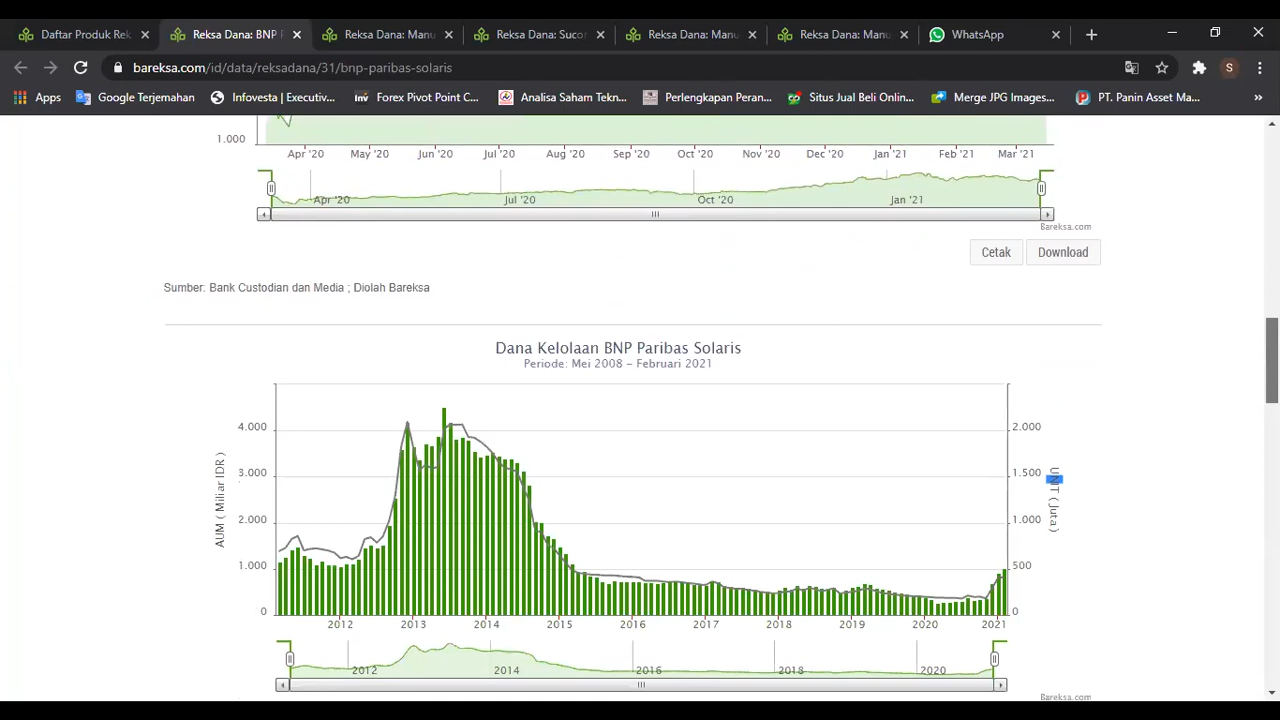 Daftar Produk Rek
Reksa Dana: BNP P
Reksa Dana: Manu
Reksa Dana: Sucor
Reksa Dana: Manu
Reksa Dana: Manu
WhatsApp
bareksa.com/id/data/reksadana/31/bnp-paribas-solaris
S
Apps
Google Terjemahan
Infovesta | Executiv...
inv Forex Pivot Point C...
Analisa Saham Tekn...
Perlengkapan Peran...
Situs Jual Beli Onlin...
Merge JPG Images...
PT. Panin Asset Ma...
»
1.000
Apr '20 May '20 Jun '20 Jul '20 Aug '20 Sep '20 Oct '20 Nov '20 Dec '20 Jan '21 Feb '21 Mar '21
Apr '20 Jul '20 Oct '20 Jan '21
Bareksa.com
Cetak Download
Sumber: Bank Custodian dan Media ; Diolah Bareksa
Dana Kelolaan BNP Paribas Solaris
Periode: Mei 2008 - Februari 2021
4.000 2.000
3.000 1.500
2.000 1.000
1.000 500
0 0
AUM ( Miliar IDR )
UNIT ( Juta )
2012 2013 2014 2015 2016 2017 2018 2019 2020 2021
2012 2014 2016 2018 2020
Bareksa.com